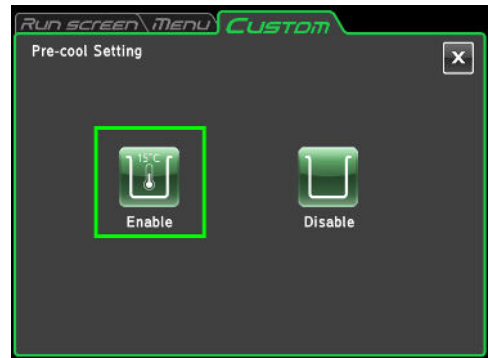 Run screen Menu Custom
Pre-cool Setting
X
15°C
Enable Disable